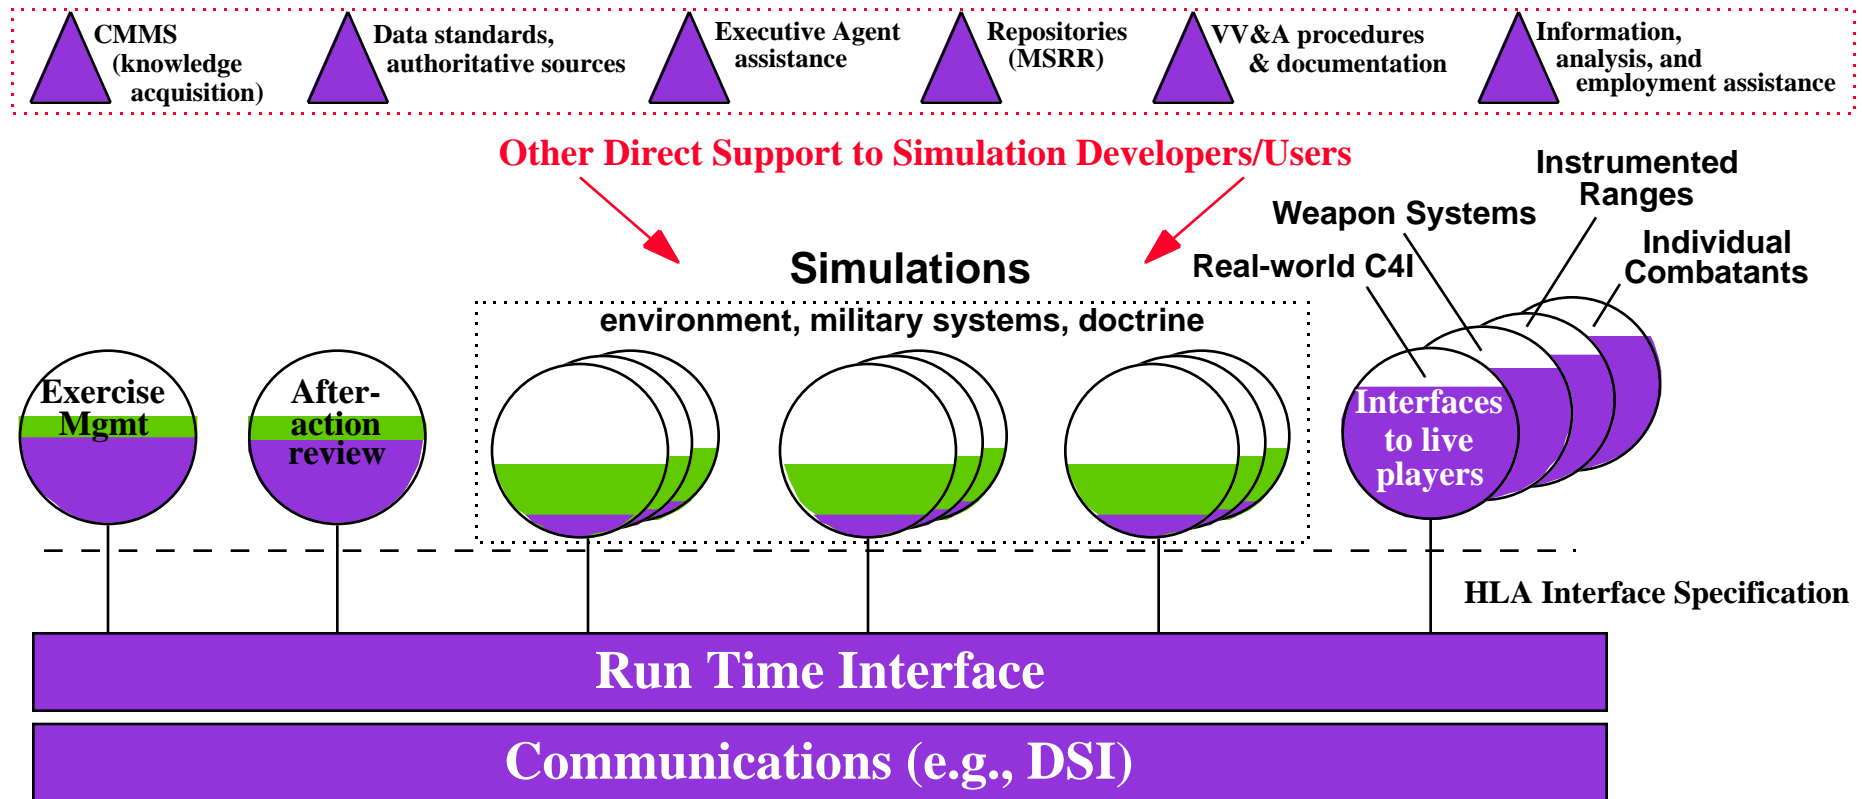 CMMS
(knowledge
acquisition)
Data standards,
authoritative sources
Executive Agent
assistance
Repositories
(MSRR)
VV&A procedures
& documentation
Information,
analysis, and
employment assistance
Other Direct Support to Simulation Developers/Users
Instrumented
Ranges
Weapon Systems
Individual
Combatants
Real-world C4I
Simulations
environment, military systems, doctrine
Exercise
Mgmt
After-
action
review
Interfaces
to live
players
HLA Interface Specification
Run Time Interface
Communications (e.g., DSI)